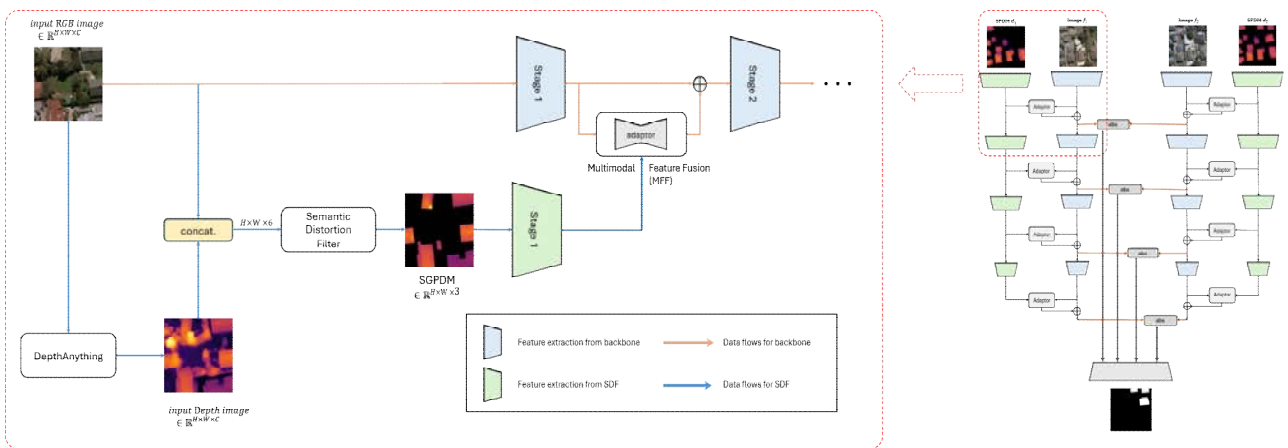 input RGB image
∈ ℝ^{H×W×C}
Stage 1
Stage 2
adaptor
Multimodal Feature Fusion
(MFF)
concat.
H×W×6
Semantic
Distortion
Filter
SGPDM
∈ ℝ^{H×W×3}
Stage 1
DepthAnything
input Depth image
∈ ℝ^{H×W×C}
Feature extraction from backbone
Data flows for backbone
Feature extraction from SDF
Data flows for SDF
Adaptor
Adaptor
Adaptor
Adaptor
Adaptor
Adaptor
Adaptor
Adaptor